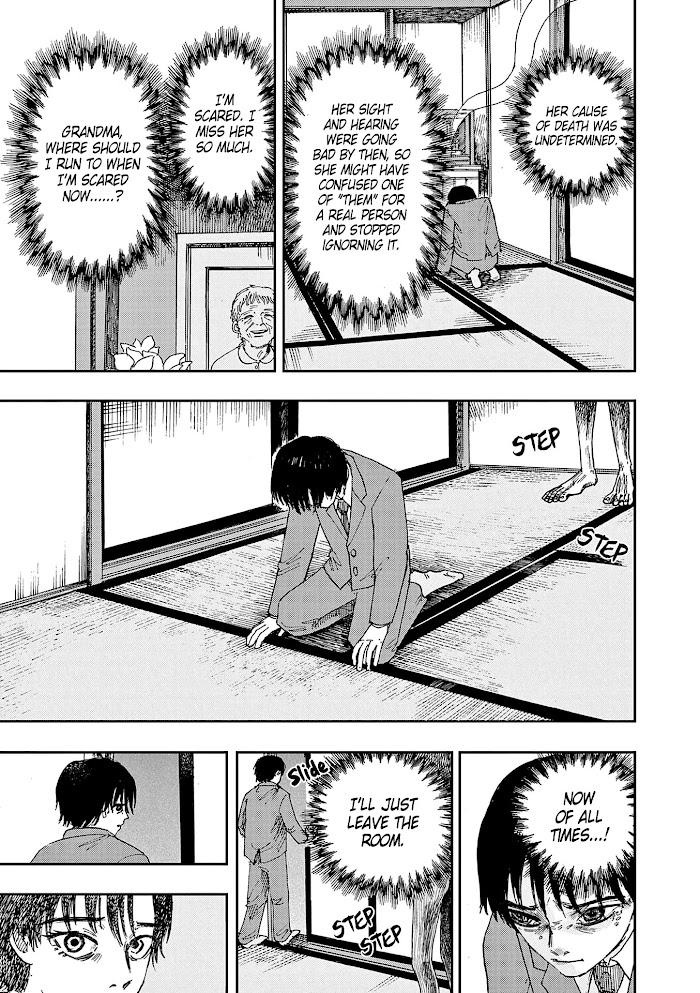 HER CAUSE
OF DEATH WAS
UNDETERMINED.
HER SIGHT
AND HEARING
WERE GOING
BAD BY THEN, SO
SHE MIGHT HAVE
CONFUSED ONE
OF "THEM" FOR
A REAL PERSON
AND STOPPED
IGNORNING IT.
I'M
SCARED. I
MISS HER
SO MUCH.
GRANDMA,
WHERE SHOULD
I RUN TO WHEN
I'M SCARED
NOW......?
STEP
STEP
NOW
OF ALL
TIMES...!
I'LL JUST
LEAVE THE
ROOM.
Slide
STEP
STEP